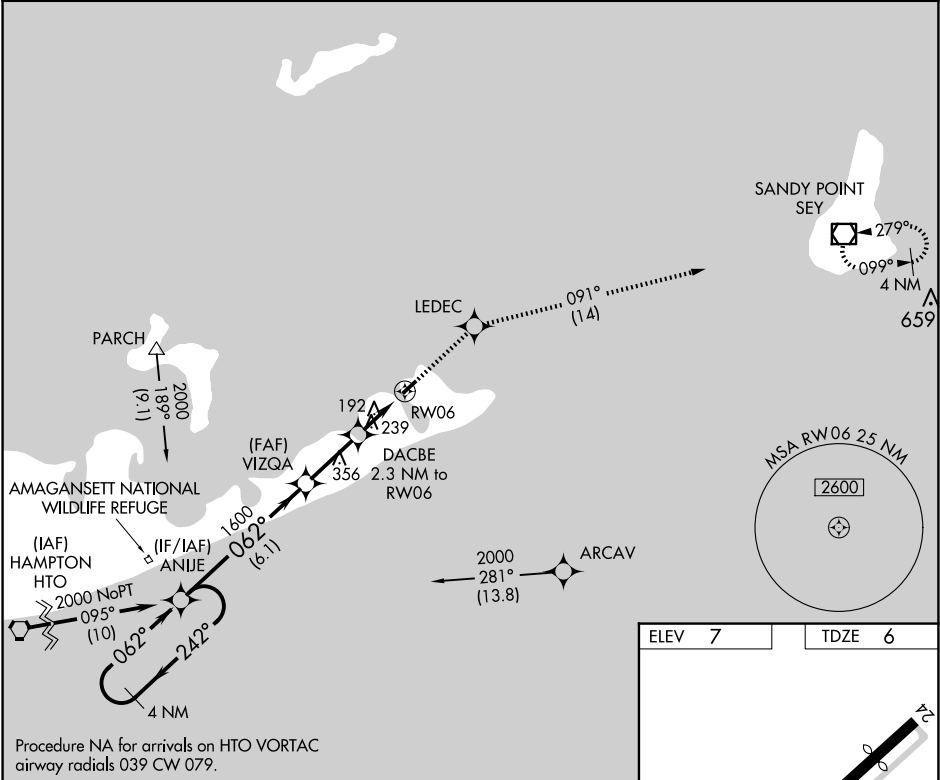 SANDY POINT
SEY
279°
099°
4 NM
659
LEDEC
091°
(14)
PARCH
2000
189°
(9.1)
192
RW06
239
(FAF)
VIZQA
356
DACBE
2.3 NM to
RW06
MSA RW06 25 NM
2600
AMAGANSETT NATIONAL
WILDLIFE REFUGE
1600
062°
(6.1)
(IAF)
HAMPTON
HTO
(IF/IAF)
ANIJE
2000 NoPT
095°
(10)
2000
281°
(13.8)
ARCAV
062°
242°
4 NM
ELEV 7
TDZE 6
24
Procedure NA for arrivals on HTO VORTAC
airway radials 039 CW 079.